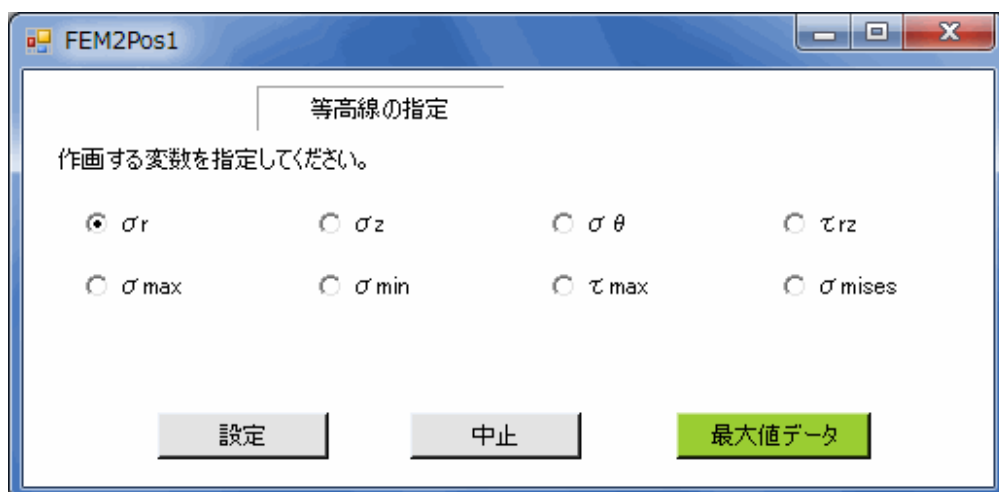 FEM2Pos1
等高線の指定
作画する変数を指定してください。
σr σz σθ τrz
σmax σmin τmax σmises
設定 中止 最大値データ